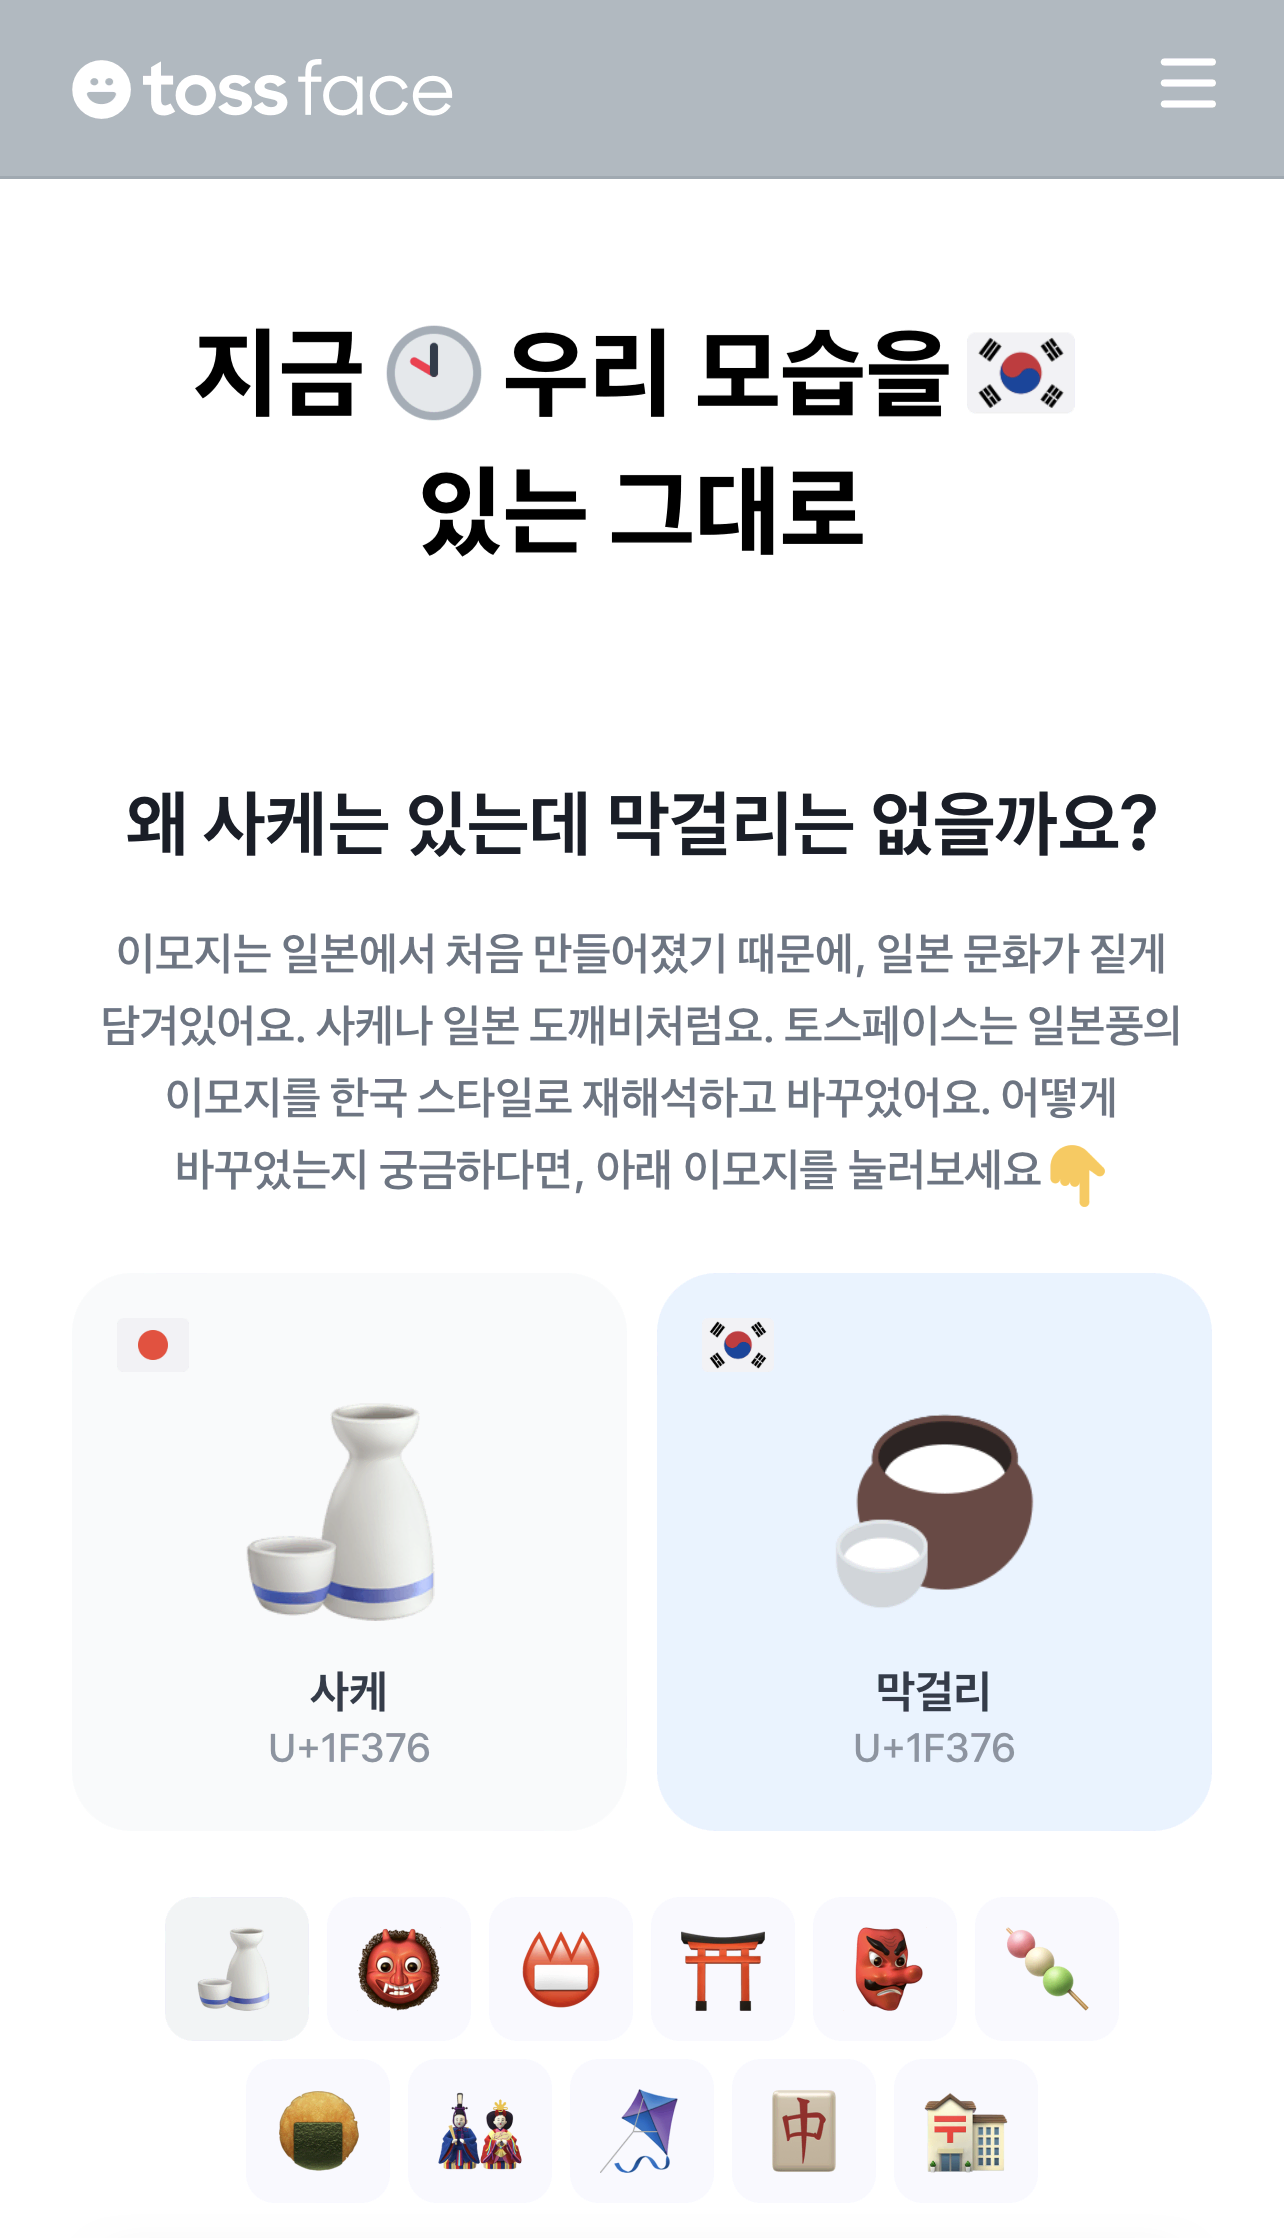 toss face
지금 🕙 우리 모습을 🇰🇷
있는 그대로
왜 사케는 있는데 막걸리는 없을까요?
이모지는 일본에서 처음 만들어졌기 때문에, 일본 문화가 짙게
담겨있어요. 사케나 일본 도깨비처럼요. 토스페이스는 일본풍의
이모지를 한국 스타일로 재해석하고 바꾸었어요. 어떻게
바꾸었는지 궁금하다면, 아래 이모지를 눌러보세요👇
사케
U+1F376
막걸리
U+1F376
中